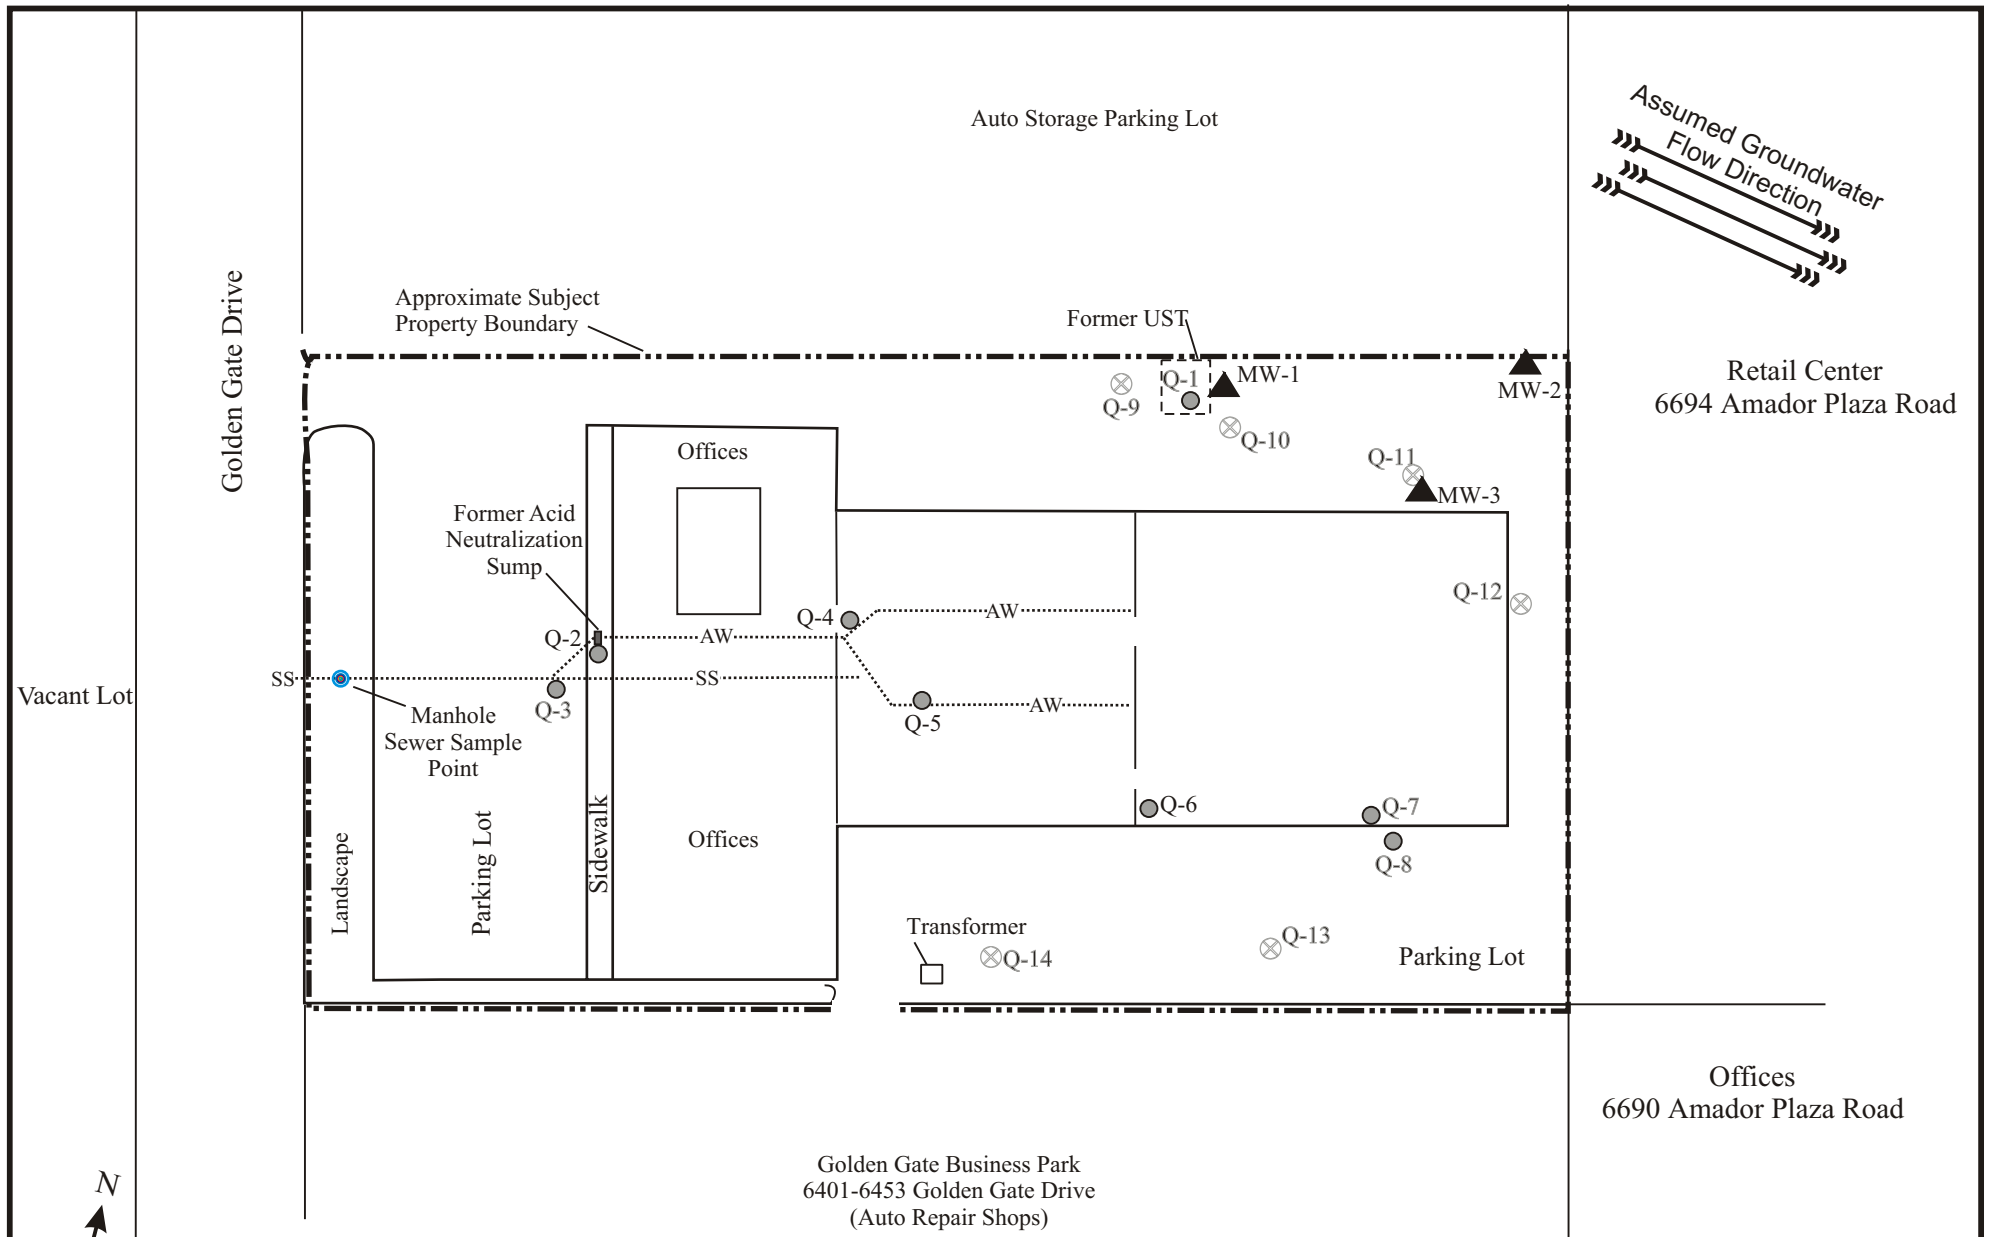 Auto Storage Parking Lot
Assumed Groundwater
Flow Direction
Golden Gate Drive
Approximate Subject
Property Boundary
Former UST
Q-1
MW-1
MW-2
Q-9
Q-10
Q-11
MW-3
Retail Center
6694 Amador Plaza Road
Offices
Former Acid
Neutralization
Sump
Q-12
Q-4
AW
Q-2
AW
SS
SS
Vacant Lot
Q-3
Manhole
Sewer Sample
Point
AW
Q-5
Q-6
Q-7
Q-8
Landscape
Parking Lot
Sidewalk
Offices
Transformer
Q-14
Q-13
Parking Lot
Offices
6690 Amador Plaza Road
Golden Gate Business Park
6401-6453 Golden Gate Drive
(Auto Repair Shops)
N